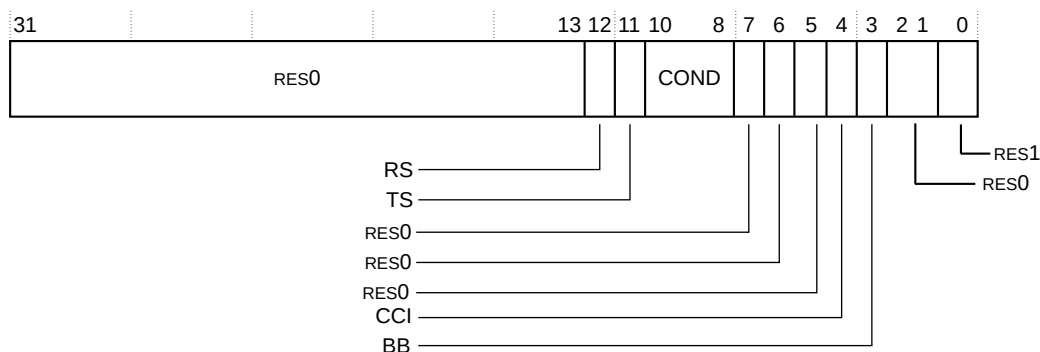 31 13 12 11 10 8 7 6 5 4 3 2 1 0
RES0 COND
RES1
RS RES0
TS
RES0
RES0
RES0
CCI
BB